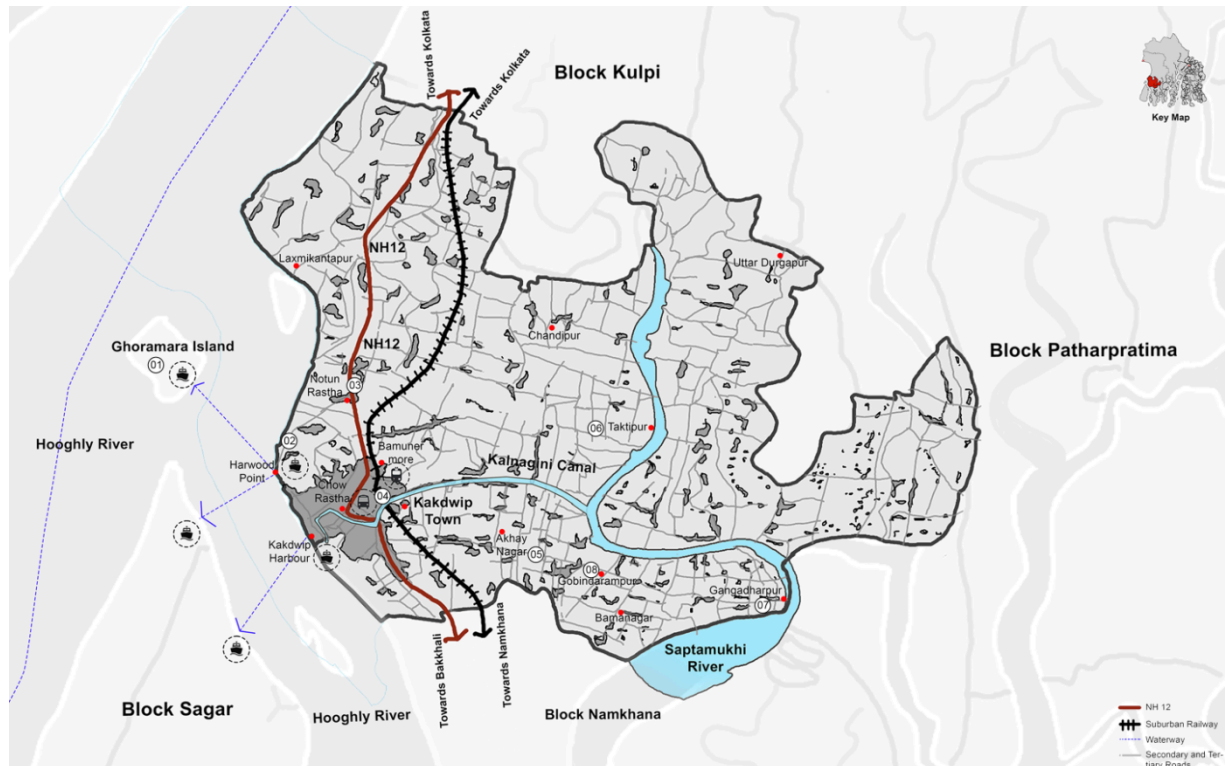 Towards Kolkata
Towards Kolkata
Block Kulpi
Key Map
NH12
Laxmikantapur
Uttar Durgapur
Chandipur
NH12
Ghoramara Island
01
Block Patharpratima
Notun
Rastha
03
Hooghly River
02
06
Taktipur
Bamuner
more
Harwood
Point
Kalnagini Canal
Chow
Rastha
04
Kakdwip
Town
Kakdwip
Harbour
Akhay
Nagar
05
08
Gobindarampur
Gangadharpur
07
Bamanagar
Saptamukhi
River
Towards Bakkhali
Towards Namkhana
Block Sagar
Hooghly River
Block Namkhana
NH 12
Suburban Railway
Waterway
Secondary and Ter-
tiary Roads